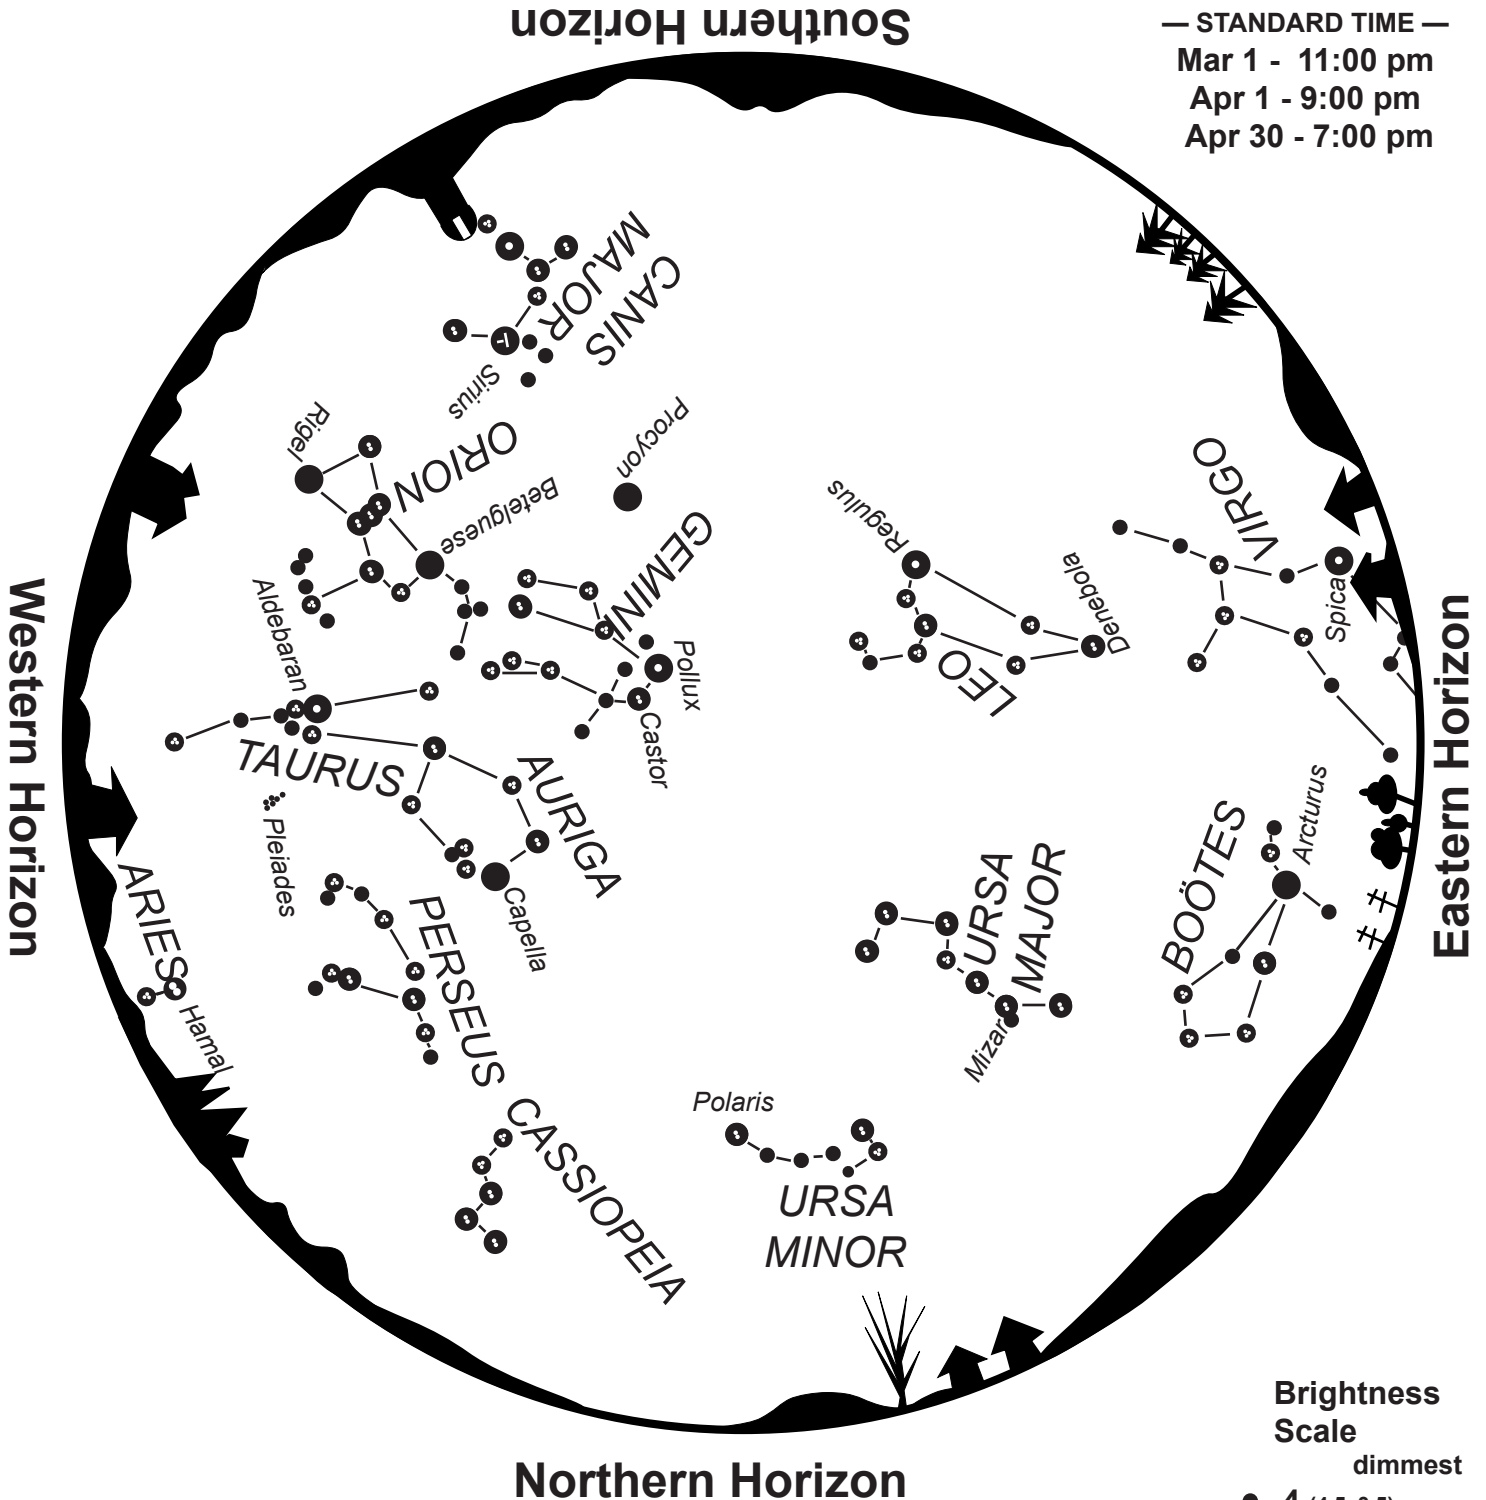 Southern Horizon
— STANDARD TIME —
Mar 1 - 11:00 pm
Apr 1 - 9:00 pm
Apr 30 - 7:00 pm
CANIS
MAJOR
Sirius
Rigel
ORION
Betelguese
Procyon
GEMINI
Regulus
LEO
Denebola
VIRGO
Spica
Western Horizon
Eastern Horizon
Aldebaran
Pollux
Castor
TAURUS
AURIGA
Pleiades
Capella
ARIES
Hamal
PERSEUS
URSA
MAJOR
Mizar
BOÖTES
Arcturus
CASSIOPEIA
Polaris
URSA
MINOR
Northern Horizon
Brightness
Scale
dimmest
4